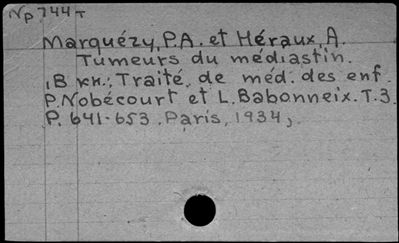 Np 744т
Marquézy, P.A. et Héraux, A.
Tumeurs du médiastin.
,В кн.: Traité de méd. des enf.
P. Nobécourt et L. Babonneix. T.3.
P. 641-653. Paris, 1934,